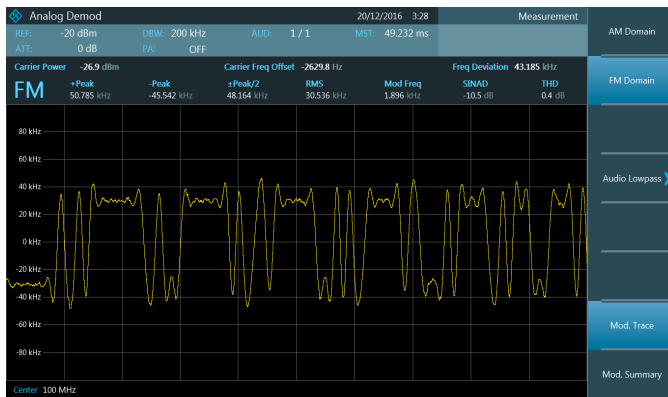 Analog Demod 20/12/2016 3:28 Measurement
REF: -20 dBm DBW: 200 kHz AUD: 1 / 1 MST: 49.232 ms
ATT: 0 dB PA: OFF
Carrier Power -26.9 dBm Carrier Freq Offset -2629.8 Hz Freq Deviation 43.185 kHz
FM +Peak -Peak ±Peak/2 RMS Mod Freq SINAD THD
50.785 kHz -45.542 kHz 48.164 kHz 30.536 kHz 1.896 kHz -10.5 dB 0.4 dB
80 kHz
60 kHz
40 kHz
20 kHz
0 kHz
-20 kHz
-40 kHz
-60 kHz
-80 kHz
Center 100 MHz
AM Domain
FM Domain
Audio Lowpass
Mod. Trace
Mod. Summary